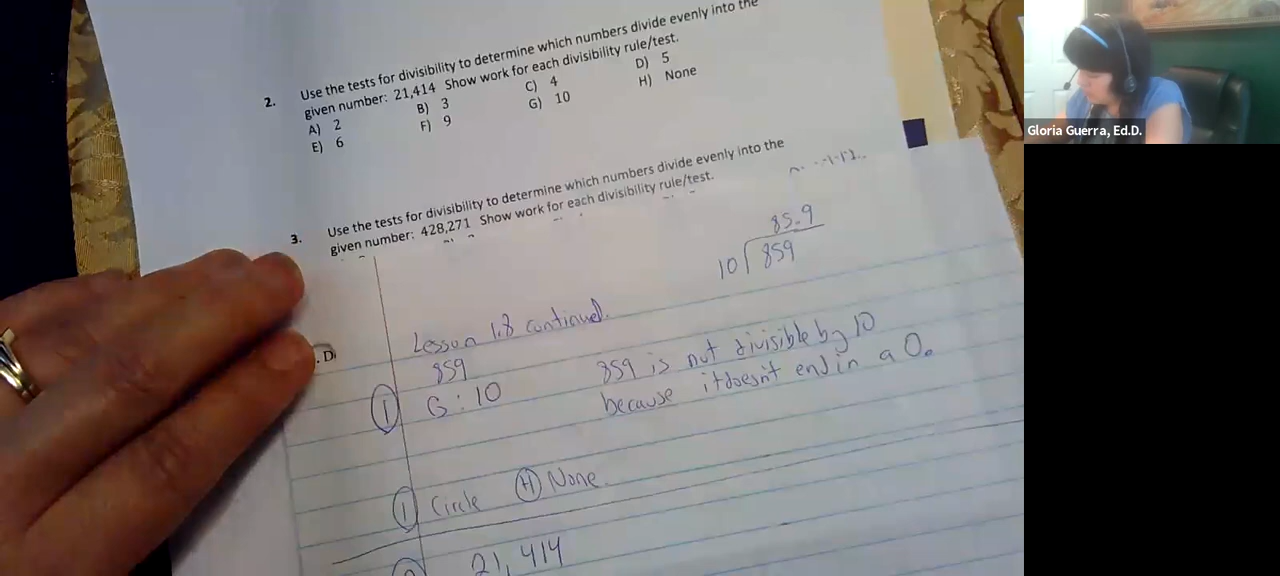 2. Use the tests for divisibility to determine which numbers divide evenly into the
given number: 21,414 Show work for each divisibility rule/test.
A) 2 B) 3 C) 4 D) 5
E) 6 F) 9 G) 10 H) None
3. Use the tests for divisibility to determine which numbers divide evenly into the
given number: 428,271 Show work for each divisibility rule/test.
85.9
10 859
Lesson 1.8 continued.
859
1 G: 10 859 is not divisible by 10
because it doesn't end in a 0.
1 Circle H None.
21,414
Gloria Guerra, Ed.D.